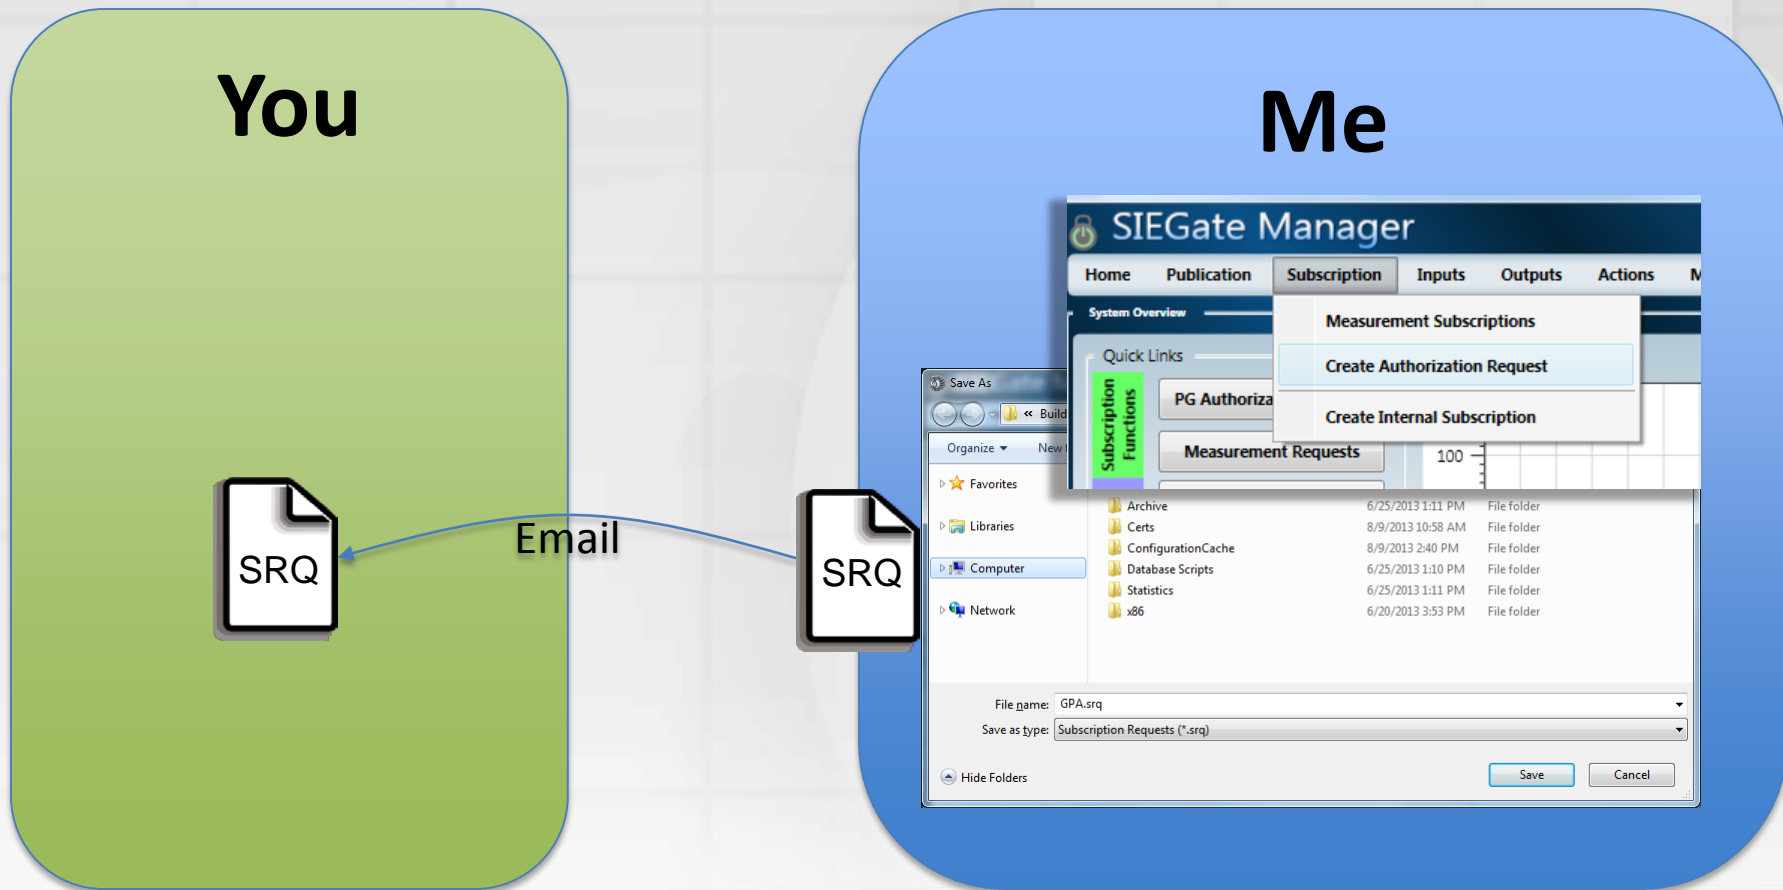 You
Me
SIEGate Manager
Home Publication Subscription Inputs Outputs Actions M
System Overview
Measurement Subscriptions
Quick Links
Create Authorization Request
Subscription
Functions
PG Authoriza
Create Internal Subscription
Measurement Requests
100
Save As
« Build
Organize New
Favorites
Archive 6/25/2013 1:11 PM File folder
Libraries
Certs 8/9/2013 10:58 AM File folder
ConfigurationCache 8/9/2013 2:40 PM File folder
Computer
Database Scripts 6/25/2013 1:10 PM File folder
Statistics 6/25/2013 1:11 PM File folder
Network
x86 6/20/2013 3:53 PM File folder
SRQ
Email
SRQ
File name: GPA.srq
Save as type: Subscription Requests (*.srq)
Hide Folders
Save Cancel